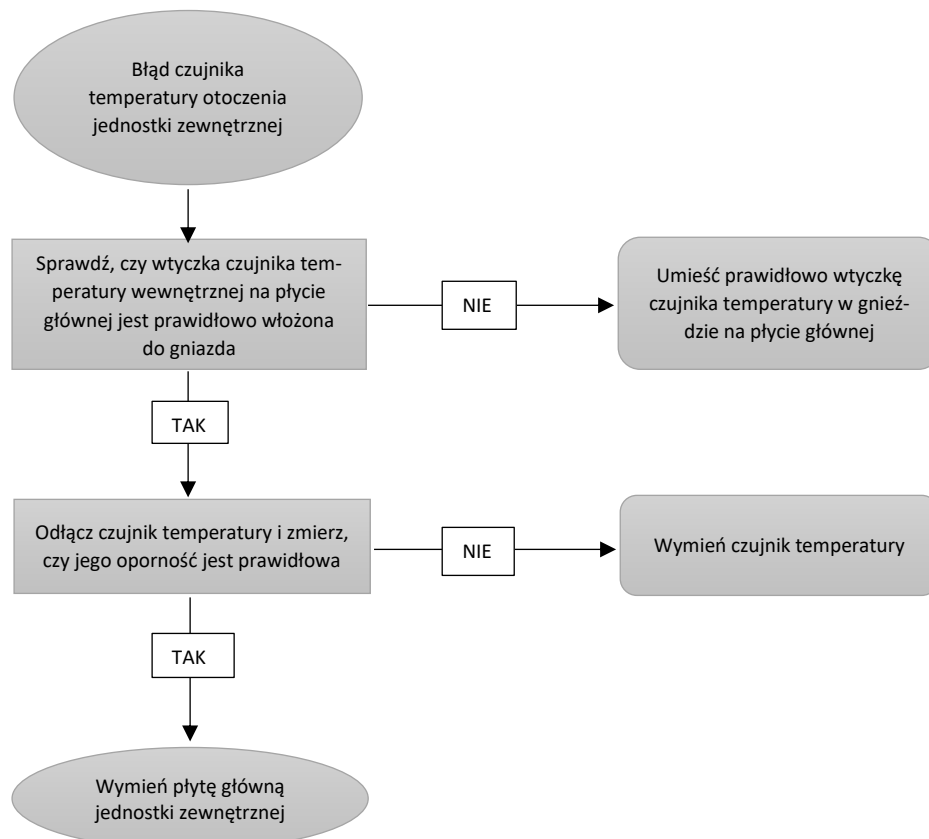 Błąd czujnika
temperatury otoczenia
jednostki zewnętrznej
Sprawdź, czy wtyczka czujnika tem-
peratury wewnętrznej na płycie
głównej jest prawidłowo włożona
do gniazda
NIE
Umieść prawidłowo wtyczkę
czujnika temperatury w gnieź-
dzie na płycie głównej
TAK
Odłącz czujnik temperatury i zmierz,
czy jego oporność jest prawidłowa
NIE
Wymień czujnik temperatury
TAK
Wymień płytę główną
jednostki zewnętrznej